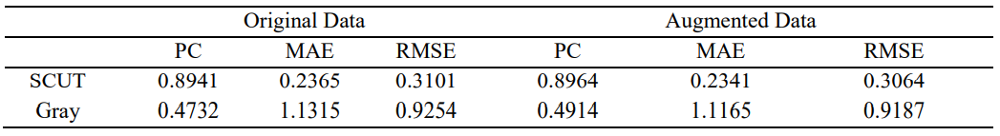 Original Data Augmented Data
PC MAE RMSE PC MAE RMSE
SCUT 0.8941 0.2365 0.3101 0.8964 0.2341 0.3064
Gray 0.4732 1.1315 0.9254 0.4914 1.1165 0.9187